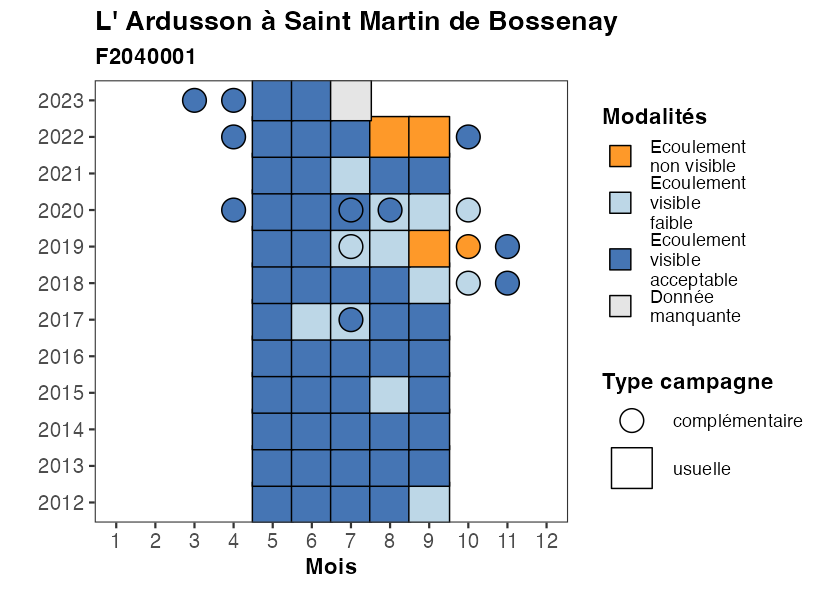 L' Ardusson à Saint Martin de Bossenay
F2040001
2023
2022
2021
2020
2019
2018
2017
2016
2015
2014
2013
2012
1 2 3 4 5 6 7 8 9 10 11 12
Mois
Modalités
Ecoulement
non visible
Ecoulement
visible
faible
Ecoulement
visible
acceptable
Donnée
manquante
Type campagne
complémentaire
usuelle